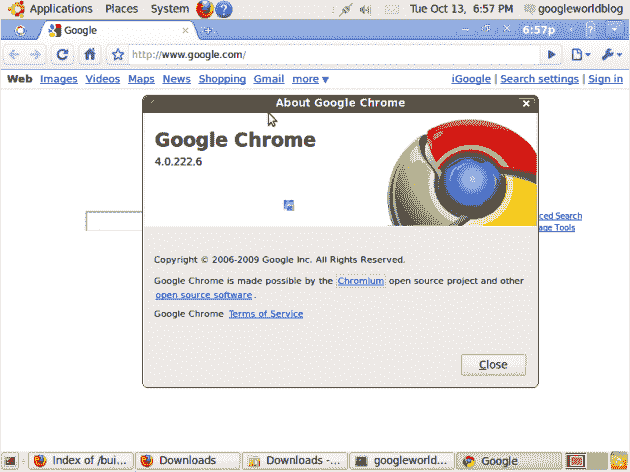 Applications Places System Tue Oct 13, 6:57 PM googleworldblog
Google 6:57p
http://www.google.com/
Web Images Videos Maps News Shopping Gmail more ▼ iGoogle | Search settings | Sign in
About Google Chrome
Google Chrome
4.0.222.6
ced Search
age Tools
Copyright © 2006-2009 Google Inc. All Rights Reserved.
Google Chrome is made possible by the Chromium open source project and other
open source software.
Google Chrome Terms of Service
Close
Index of /bui... Downloads Downloads -... googleworld... Google